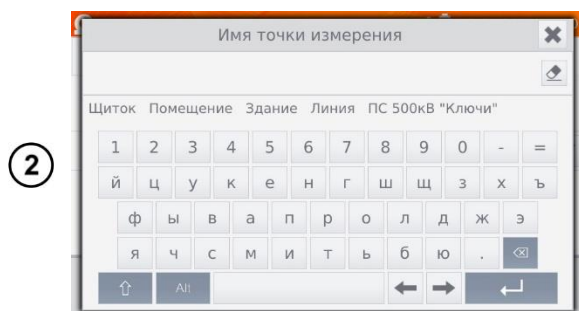 Имя точки измерения
Щиток Помещение Здание Линия ПС 500кВ "Ключи"
2
1 2 3 4 5 6 7 8 9 0 - =
й ц у к е н г ш щ з х ъ
ф ы в а п р о л д ж э
я ч с м и т ь б ю .
Alt